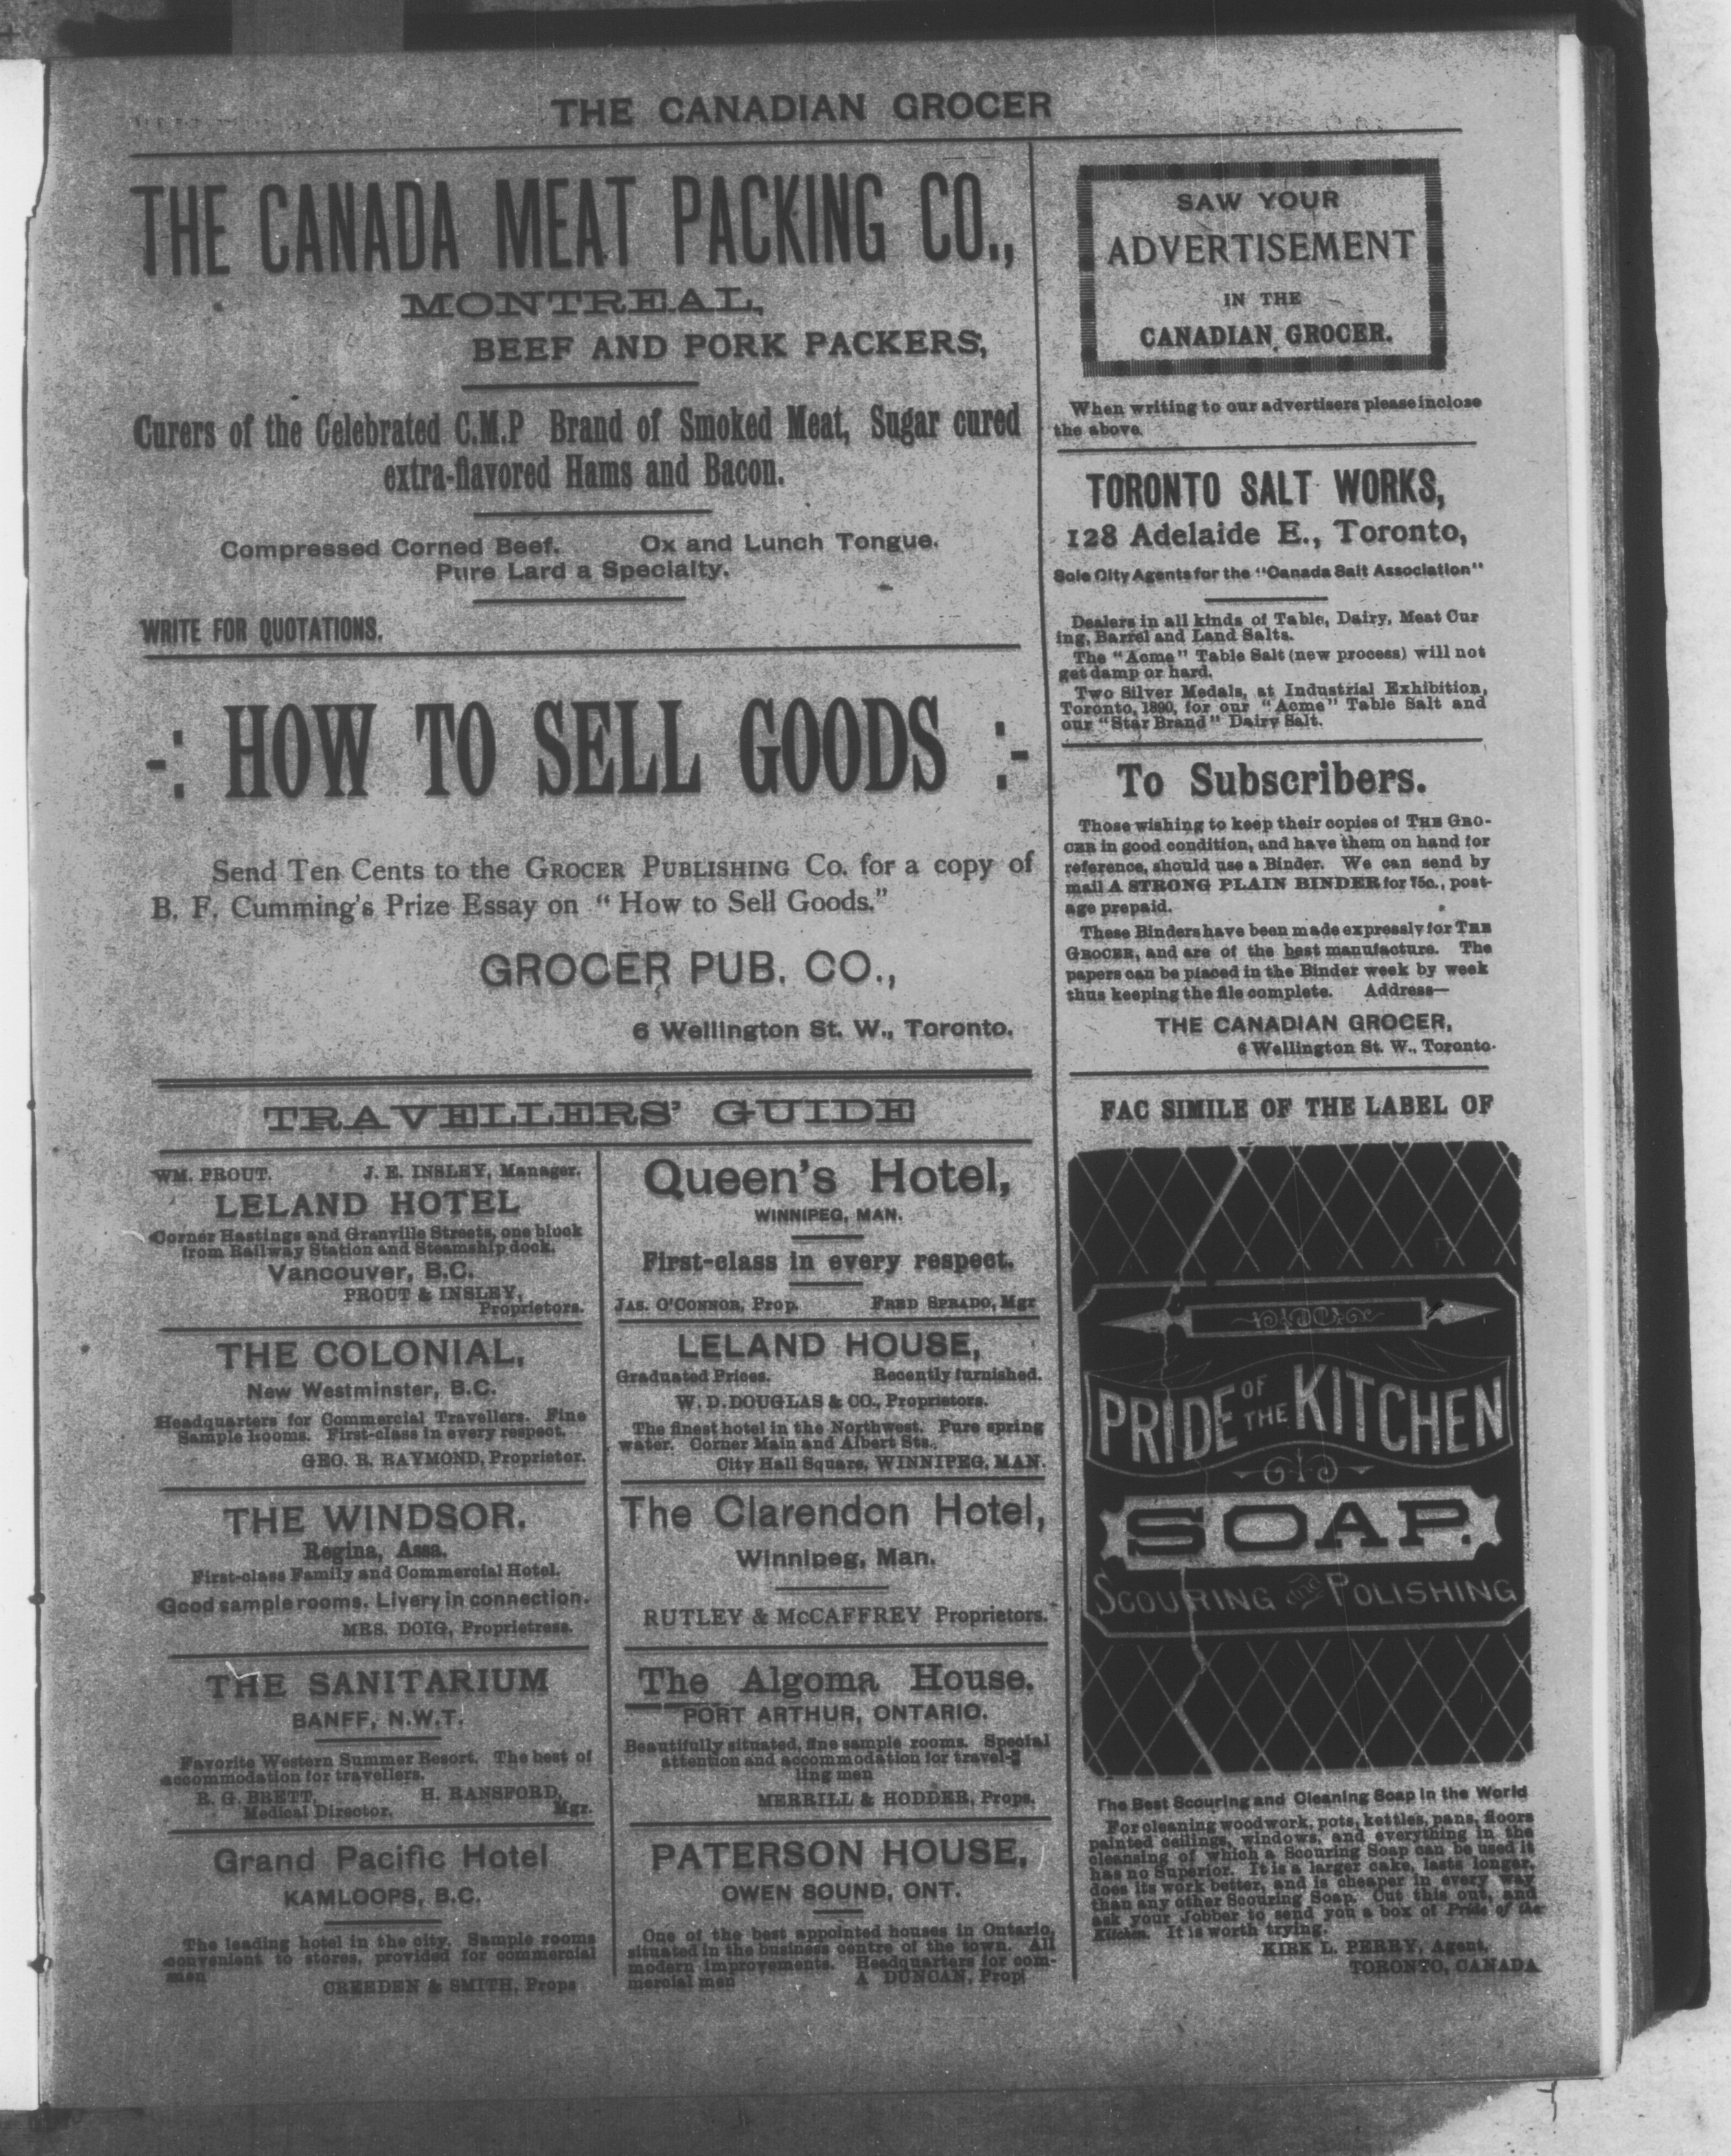 THE CANADIAN GROCER
THE CANADA MEAT PACKING CO.,
MONTREAL,
BEEF AND PORK PACKERS,
Curers of the Celebrated C.M.P Brand of Smoked Meat, Sugar cured
extra-flavored Hams and Bacon.
Compressed Corned Beef. Ox and Lunch Tongue.
Pure Lard a Specialty.
WRITE FOR QUOTATIONS.
-: HOW TO SELL GOODS :-
Send Ten Cents to the GROCER PUBLISHING Co. for a copy of
B. F. Cumming's Prize Essay on "How to Sell Goods."
GROCER PUB. CO.,
6 Wellington St. W., Toronto.
TRAVELLERS' GUIDE
WM. PROUT. J. E. INSLEY, Manager.
LELAND HOTEL
Corner Hastings and Granville Streets, one block
from Railway Station and Steamship dock.
Vancouver, B.C.
PROUT & INSLEY,
Proprietors.
THE COLONIAL,
New Westminster, B.C.
Headquarters for Commercial Travellers. Fine
Sample Rooms. First-class in every respect.
GEO. R. RAYMOND, Proprietor.
THE WINDSOR.
Regina, Assa.
First-class Family and Commercial Hotel.
Good sample rooms. Livery in connection.
MRS. DOIG, Proprietress.
THE SANITARIUM
BANFF, N.W.T.
Favorite Western Summer Resort. The best of
accommodation for travellers.
R. G. BRETT, H. RANSFORD,
Medical Director. Mgr.
Grand Pacific Hotel
KAMLOOPS, B.C.
The leading hotel in the city. Sample rooms
convenient to stores, provided for commercial
men
CREEDEN & SMITH, Props
Queen's Hotel,
WINNIPEG, MAN.
First-class in every respect.
JAS. O'CONNOR, Prop. FRED SPRADO, Mgr
LELAND HOUSE,
Graduated Prices. Recently furnished.
W. D. DOUGLAS & CO., Proprietors.
The finest hotel in the Northwest. Pure spring
water. Corner Main and Albert Sts.,
City Hall Square, WINNIPEG, MAN.
The Clarendon Hotel,
Winnipeg, Man.
RUTLEY & McCAFFREY Proprietors.
The Algoma House.
PORT ARTHUR, ONTARIO.
Beautifully situated, fine sample rooms. Special
attention and accommodation for travel-
ling men
MERRILL & HODDER, Props.
PATERSON HOUSE,
OWEN SOUND, ONT.
One of the best appointed houses in Ontario,
situated in the business centre of the town. All
modern improvements. Headquarters for com-
mercial men A DUNCAN, Prop
SAW YOUR
ADVERTISEMENT
IN THE
CANADIAN GROCER.
When writing to our advertisers please inclose
the above.
TORONTO SALT WORKS,
128 Adelaide E., Toronto,
Sole City Agents for the "Canada Salt Association"
Dealers in all kinds of Table, Dairy, Meat Cur
ing, Barrel and Land Salts.
The "Acme" Table Salt (new process) will not
get damp or hard.
Two Silver Medals, at Industrial Exhibition,
Toronto, 1890, for our "Acme" Table Salt and
our "Star Brand" Dairy Salt.
To Subscribers.
Those wishing to keep their copies of THE GRO-
CER in good condition, and have them on hand for
reference, should use a Binder. We can send by
mail A STRONG PLAIN BINDER for 75c., post-
age prepaid.
These Binders have been made expressly for THE
GROCER, and are of the best manufacture. The
papers can be placed in the Binder week by week
thus keeping the file complete. Address—
THE CANADIAN GROCER,
6 Wellington St. W., Toronto.
FAC SIMILE OF THE LABEL OF
PRIDE OF THE KITCHEN
SOAP.
SCOURING and POLISHING
The Best Scouring and Cleaning Soap in the World
For cleaning woodwork, pots, kettles, pans, floors
painted ceilings, windows, and everything in the
cleansing of which a Scouring Soap can be used it
has no Superior. It is a larger cake, lasts longer,
does its work better, and is cheaper in every way
than any other Scouring Soap. Cut this out, and
ask your Jobber to send you a box of Pride of the
Kitchen. It is worth trying.
KIRK L. PERRY, Agent,
TORONTO, CANADA